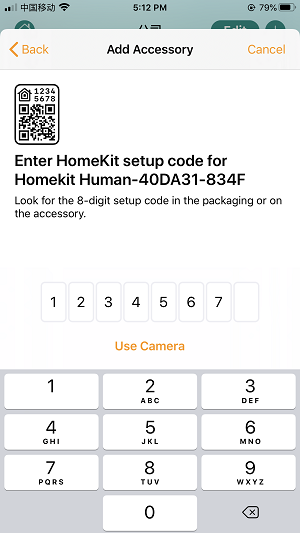 中国移动 5:12 PM 79%
Back Add Accessory Cancel
1234
5678
Enter HomeKit setup code for
Homekit Human-40DA31-834F
Look for the 8-digit setup code in the packaging or on
the accessory.
1 2 3 4 5 6 7
Use Camera
1 2 3
ABC DEF
4 5 6
GHI JKL MNO
7 8 9
PQRS TUV WXYZ
0